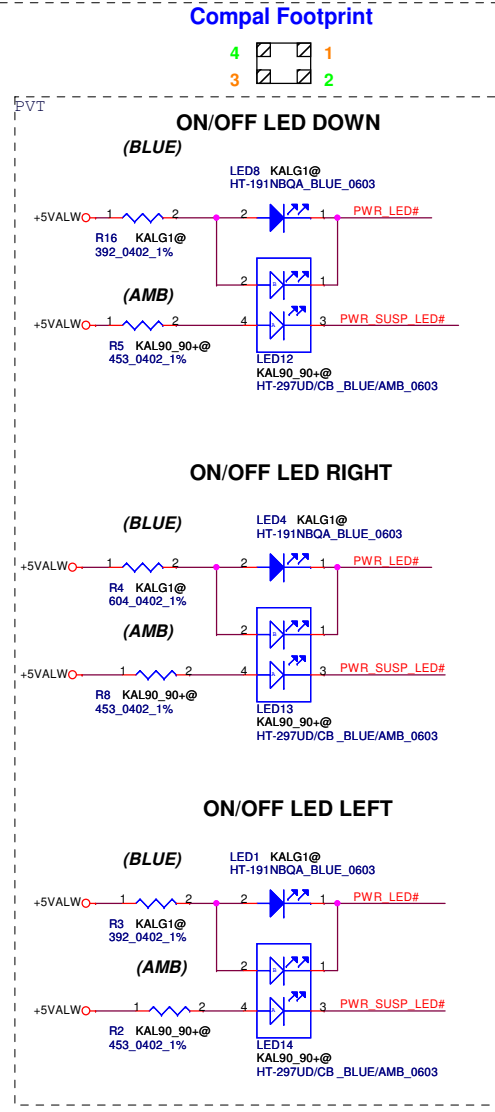 Compal Footprint
4 1
3 2
PVT
ON/OFF LED DOWN
(BLUE)
LED8 KALG1@
HT-191NBQA_BLUE_0603
+5VALW 1 2 2 1 PWR_LED#
R16 KALG1@
392_0402_1%
2 B 1
(AMB)
+5VALW 1 2 4 A 3 PWR_SUSP_LED#
R5 KAL90_90+@
453_0402_1%
LED12
KAL90_90+@
HT-297UD/CB _BLUE/AMB_0603
ON/OFF LED RIGHT
(BLUE)
LED4 KALG1@
HT-191NBQA_BLUE_0603
+5VALW 1 2 2 1 PWR_LED#
R4 KALG1@
604_0402_1%
(AMB)
2 B 1
+5VALW 1 2 4 A 3 PWR_SUSP_LED#
R8 KAL90_90+@
453_0402_1%
LED13
KAL90_90+@
HT-297UD/CB _BLUE/AMB_0603
ON/OFF LED LEFT
(BLUE)
LED1 KALG1@
HT-191NBQA_BLUE_0603
+5VALW 1 2 2 1 PWR_LED#
R3 KALG1@
392_0402_1%
(AMB)
2 B 1
+5VALW 1 2 4 A 3 PWR_SUSP_LED#
R2 KAL90_90+@
453_0402_1%
LED14
KAL90_90+@
HT-297UD/CB _BLUE/AMB_0603